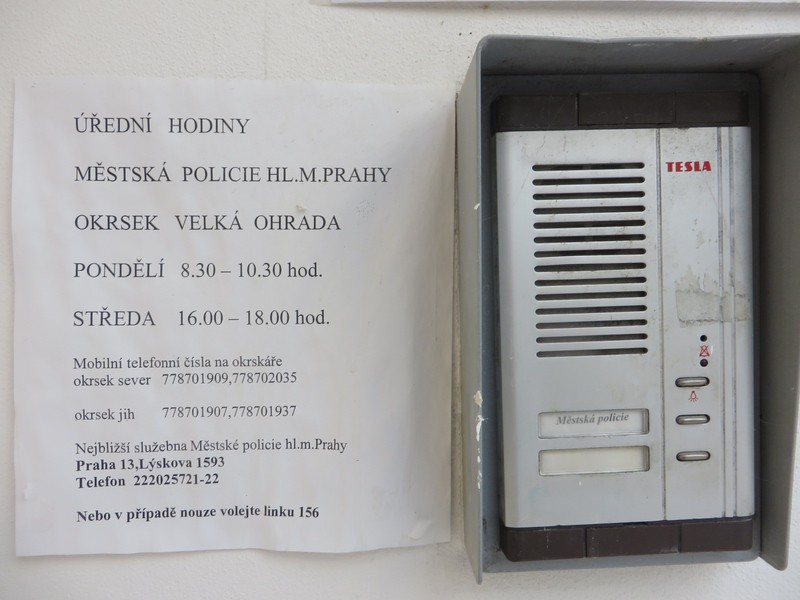 ÚŘEDNÍ HODINY
MĚSTSKÁ POLICIE HL.M.PRAHY
OKRSEK VELKÁ OHRADA
PONDĚLÍ 8.30 – 10.30 hod.
STŘEDA 16.00 – 18.00 hod.
Mobilní telefonní čísla na okrskáře
okrsek sever 778701909,778702035
okrsek jih 778701907,778701937
Nejbližší služebna Městské policie hl.m.Prahy
Praha 13,Lýskova 1593
Telefon 222025721-22
Nebo v případě nouze volejte linku 156
TESLA
Městská policie